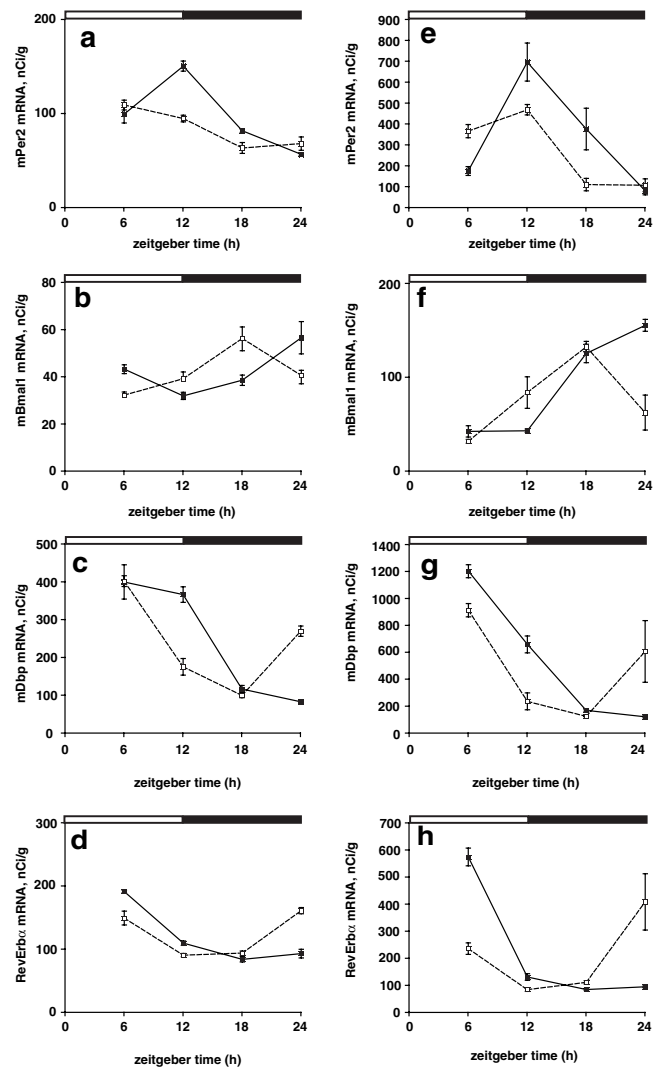 a
mPer2 mRNA, nCi/g
200
100
0
0 6 12 18 24
zeitgeber time (h)
e
mPer2 mRNA, nCi/g
900
800
700
600
500
400
300
200
100
0
0 6 12 18 24
zeitgeber time (h)
b
mBmal1 mRNA, nCi/g
80
60
40
20
0
0 6 12 18 24
zeitgeber time (h)
f
mBmal1 mRNA, nCi/g
200
100
0
0 6 12 18 24
zeitgeber time (h)
c
mDbp mRNA, nCi/g
500
400
300
200
100
0
0 6 12 18 24
zeitgeber time (h)
g
mDbp mRNA, nCi/g
1400
1200
1000
800
600
400
200
0
0 6 12 18 24
zeitgeber time (h)
d
RevErbα mRNA, nCi/g
300
200
100
0
0 6 12 18 24
zeitgeber time (h)
h
RevErbα mRNA, nCi/g
700
600
500
400
300
200
100
0
0 6 12 18 24
zeitgeber time (h)